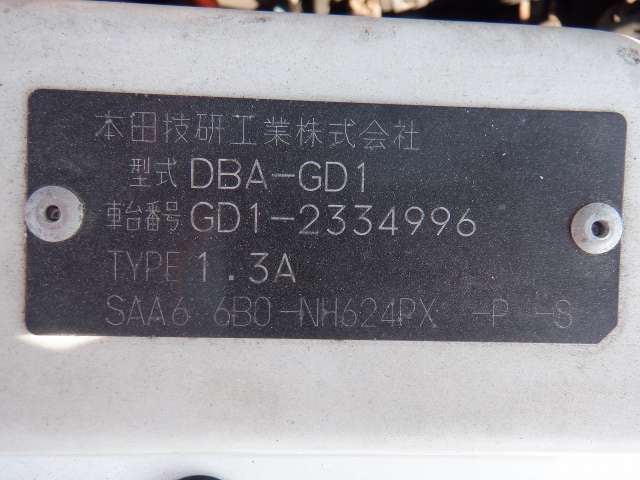 本田技研工業株式会社
型式 DBA-GD1
車台番号 GD1-2334996
TYPE 1.3A
SAA6 6B0-NH624PX -P -S